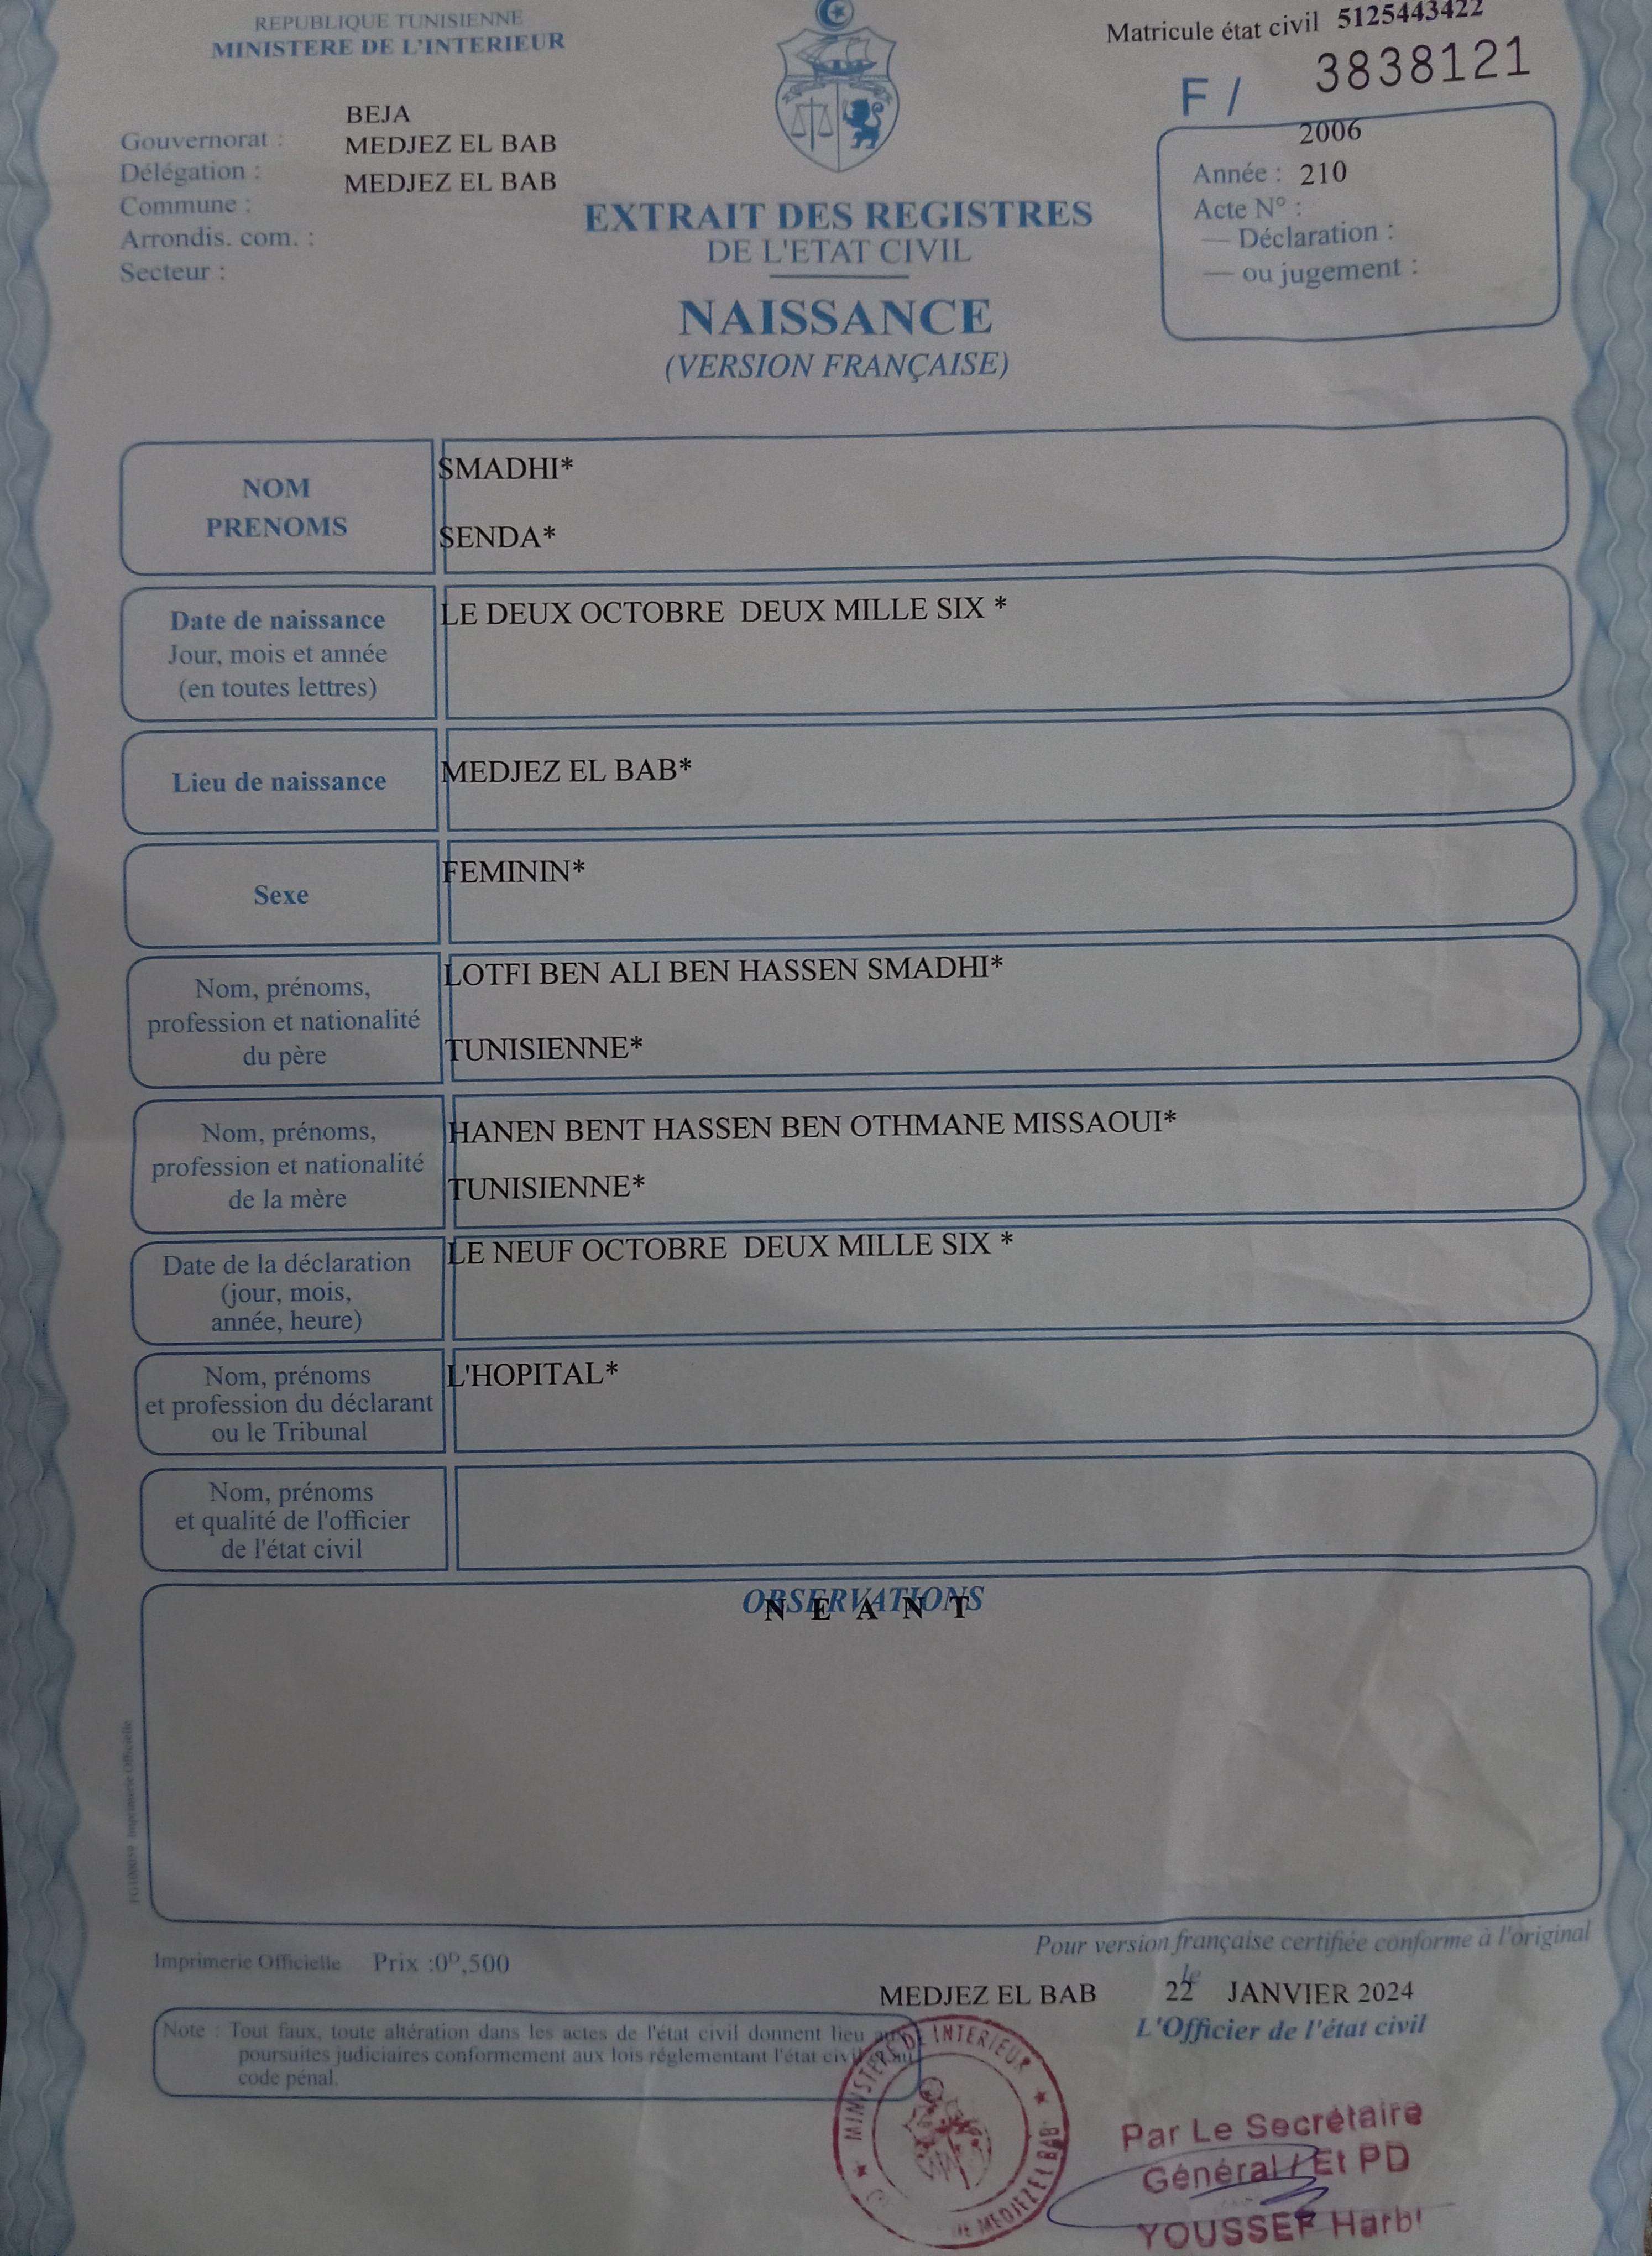 REPUBLIQUE TUNISIENNE
MINISTERE DE L'INTERIEUR
Matricule état civil 5125443422
F / 3838121
BEJA
Gouvernorat :
MEDJEZ EL BAB
Délégation :
MEDJEZ EL BAB
Commune :
Arrondis. com. :
Secteur :
2006
Année : 210
Acte N° :
— Déclaration :
— ou jugement :
EXTRAIT DES REGISTRES
DE L'ETAT CIVIL
NAISSANCE
(VERSION FRANÇAISE)
NOM
PRENOMS
SMADHI*
SENDA*
Date de naissance
Jour, mois et année
(en toutes lettres)
LE DEUX OCTOBRE DEUX MILLE SIX *
Lieu de naissance
MEDJEZ EL BAB*
Sexe
FEMININ*
Nom, prénoms,
profession et nationalité
du père
LOTFI BEN ALI BEN HASSEN SMADHI*
TUNISIENNE*
Nom, prénoms,
profession et nationalité
de la mère
HANEN BENT HASSEN BEN OTHMANE MISSAOUI*
TUNISIENNE*
Date de la déclaration
(jour, mois,
année, heure)
LE NEUF OCTOBRE DEUX MILLE SIX *
Nom, prénoms
et profession du déclarant
ou le Tribunal
L'HOPITAL*
Nom, prénoms
et qualité de l'officier
de l'état civil
OBSERVATIONS
N E A N T
Imprimerie Officielle
Pour version française certifiée conforme à l'original
Imprimerie Officielle Prix :0ᴰ,500
MEDJEZ EL BAB le 22 JANVIER 2024
L'Officier de l'état civil
Note : Tout faux, toute altération dans les actes de l'état civil donnent lieu aux
poursuites judiciaires conformement aux lois réglementant l'état civil et au
code pénal.
MINISTERE DE INTERIEUR
DE MEDJEZ EL BAB
Par Le Secrétaire
Général / Et PD
YOUSSEF Harbi